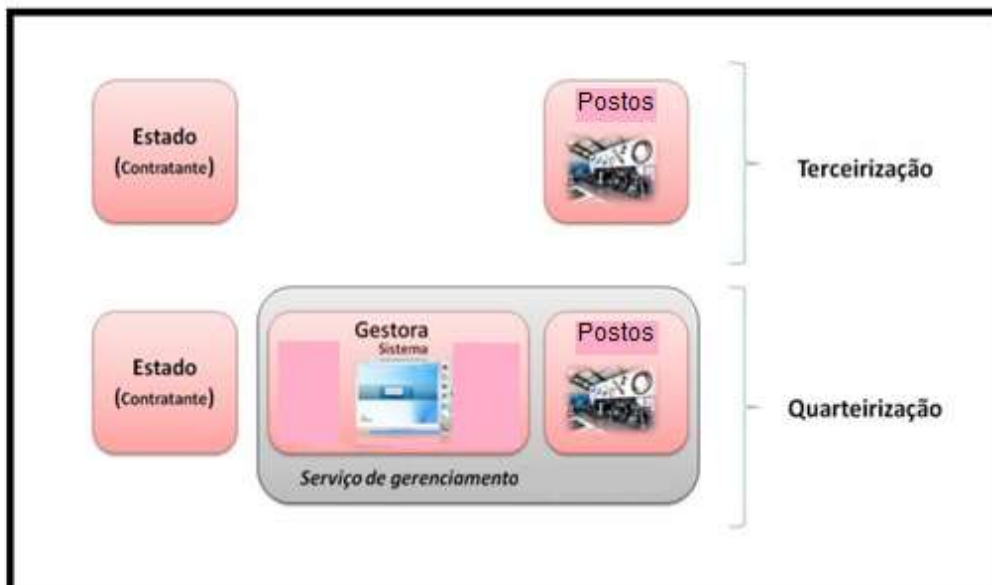 Estado
(Contratante)
Postos
Terceirização
Estado
(Contratante)
Gestora
Sistema
Postos
Serviço de gerenciamento
Quarteirização